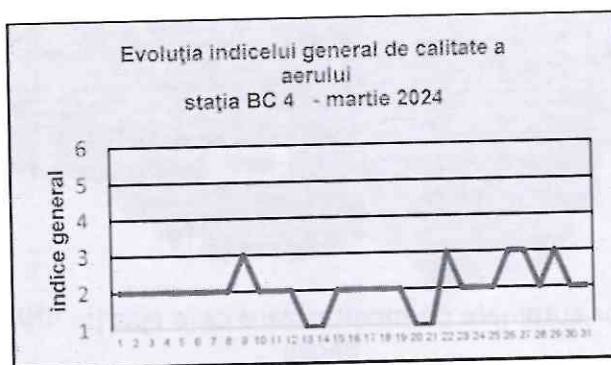 Evoluția indicelui general de calitate a
aerului
stația BC 4 - martie 2024
indice general
6
5
4
3
2
1
1 2 3 4 5 6 7 8 9 10 11 12 13 14 15 16 17 18 19 20 21 22 23 24 25 26 27 28 29 30 31